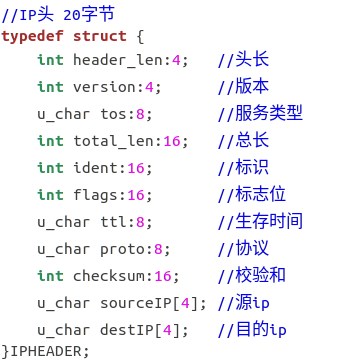 //IP头 20字节
typedef struct {
    int header_len:4;   //头长
    int version:4;      //版本
    u_char tos:8;       //服务类型
    int total_len:16;   //总长
    int ident:16;       //标识
    int flags:16;       //标志位
    u_char ttl:8;       //生存时间
    u_char proto:8;     //协议
    int checksum:16;    //校验和
    u_char sourceIP[4]; //源ip
    u_char destIP[4];   //目的ip
}IPHEADER;